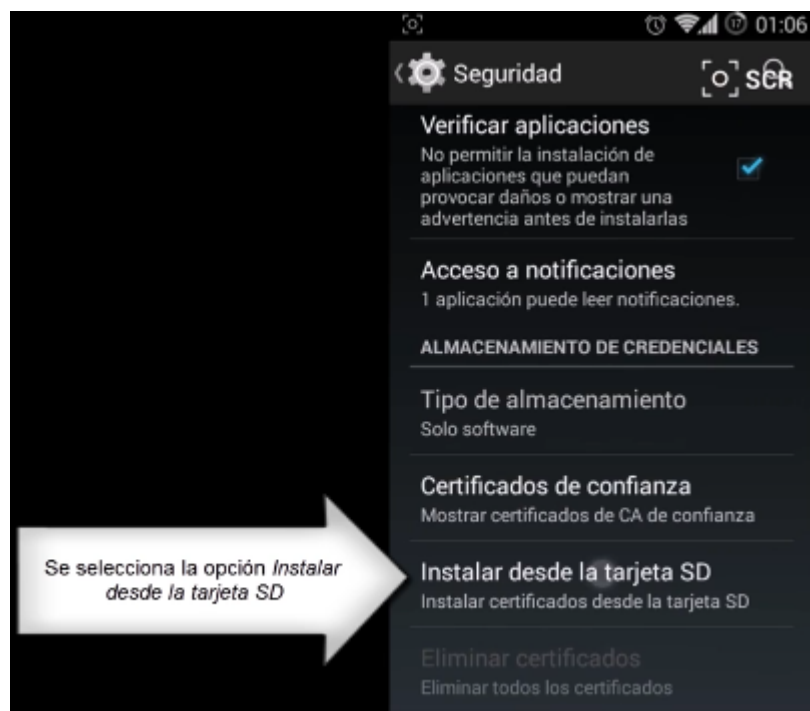 17 01:06
Seguridad
SCR
Verificar aplicaciones
No permitir la instalación de
aplicaciones que puedan
provocar daños o mostrar una
advertencia antes de instalarlas
Acceso a notificaciones
1 aplicación puede leer notificaciones.
ALMACENAMIENTO DE CREDENCIALES
Tipo de almacenamiento
Solo software
Certificados de confianza
Mostrar certificados de CA de confianza
Se selecciona la opción Instalar
desde la tarjeta SD
Instalar desde la tarjeta SD
Instalar certificados desde la tarjeta SD
Eliminar certificados
Eliminar todos los certificados